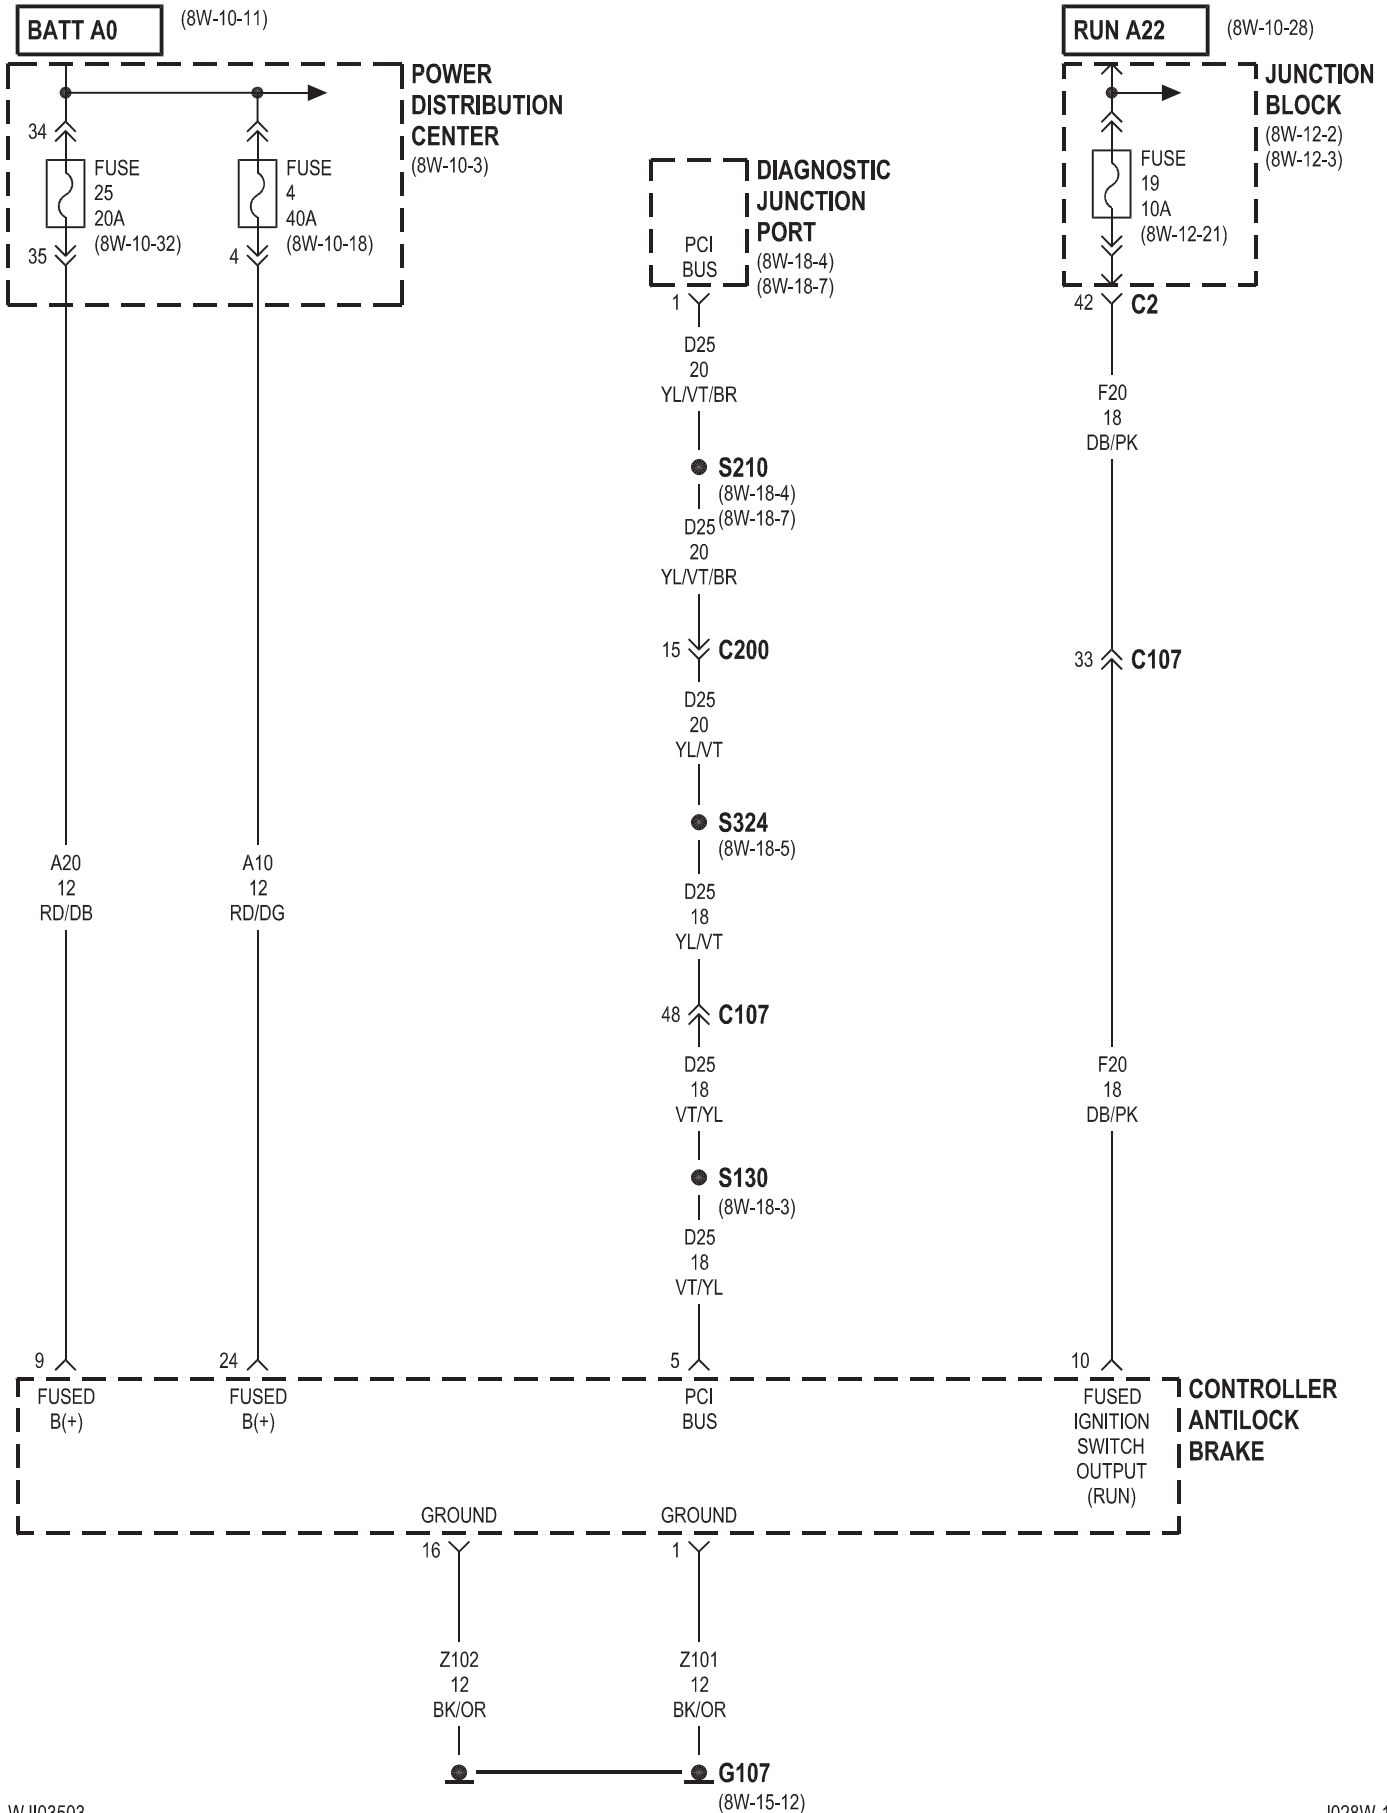 BATT A0
(8W-10-11)
RUN A22
(8W-10-28)
POWER
DISTRIBUTION
CENTER
(8W-10-3)
34
FUSE
25
20A
(8W-10-32)
35
FUSE
4
40A
(8W-10-18)
4
DIAGNOSTIC
JUNCTION
PORT
(8W-18-4)
(8W-18-7)
PCI
BUS
1
JUNCTION
BLOCK
(8W-12-2)
(8W-12-3)
FUSE
19
10A
(8W-12-21)
42
C2
D25
20
YL/VT/BR
F20
18
DB/PK
S210
(8W-18-4)
(8W-18-7)
D25
20
YL/VT/BR
15
C200
33
C107
D25
20
YL/VT
S324
(8W-18-5)
A20
12
RD/DB
A10
12
RD/DG
D25
18
YL/VT
48
C107
D25
18
VT/YL
F20
18
DB/PK
S130
(8W-18-3)
D25
18
VT/YL
9
24
5
10
FUSED
B(+)
FUSED
B(+)
PCI
BUS
FUSED
IGNITION
SWITCH
OUTPUT
(RUN)
CONTROLLER
ANTILOCK
BRAKE
GROUND
GROUND
16
1
Z102
12
BK/OR
Z101
12
BK/OR
G107
(8W-15-12)